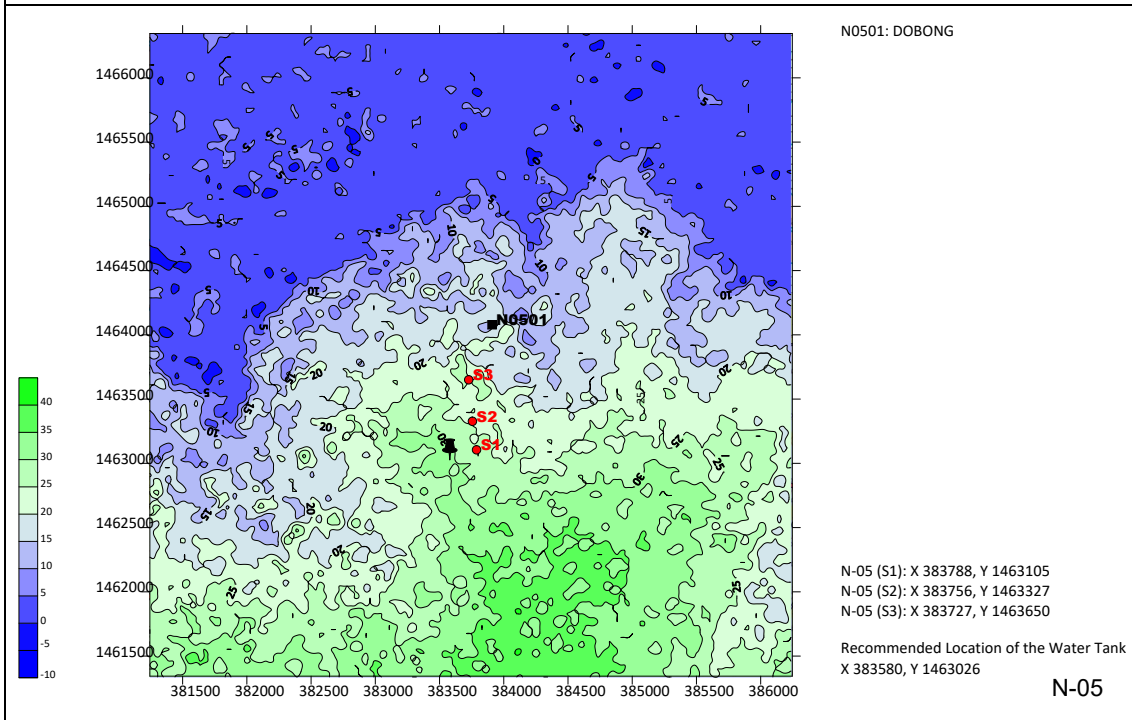 N0501: DOBONG
1466000
1465500
1465000
1464500
1464000
1463500
1463000
1462500
1462000
1461500
381500 382000 382500 383000 383500 384000 384500 385000 385500 386000
N0501
S3
S2
S1
40
35
30
25
20
15
10
5
0
-5
-10
N-05 (S1): X 383788, Y 1463105
N-05 (S2): X 383756, Y 1463327
N-05 (S3): X 383727, Y 1463650
Recommended Location of the Water Tank
X 383580, Y 1463026
N-05